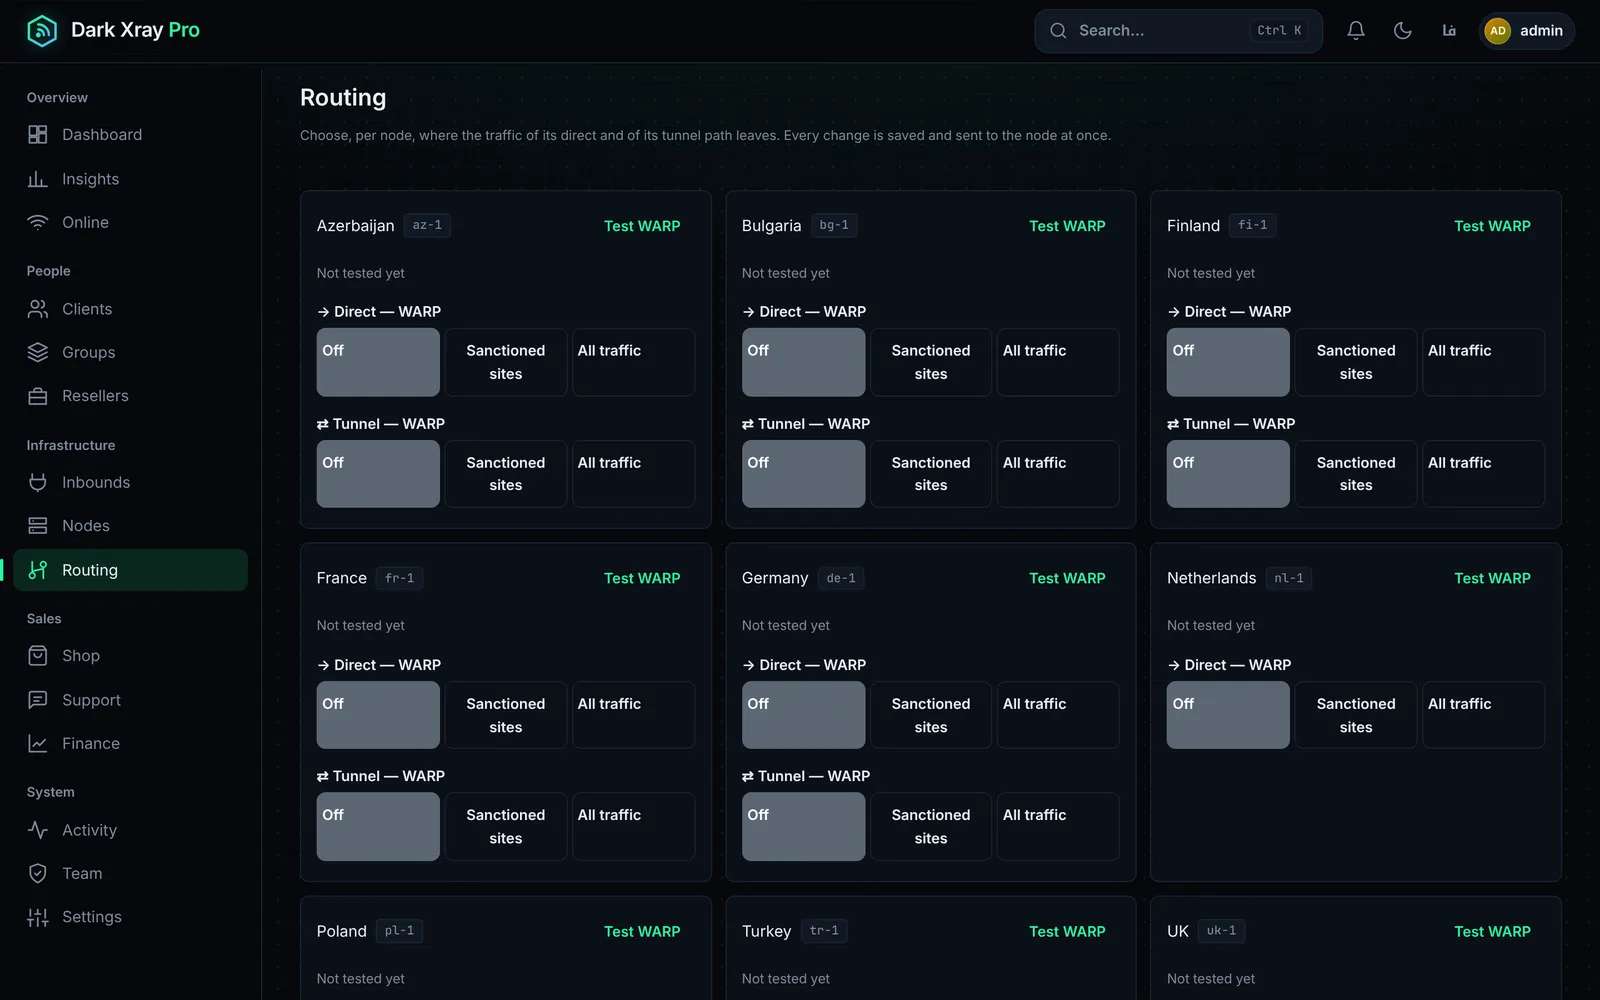 Dark Xray Pro
Search...
Ctrl K
فا
AD
admin
Overview
Dashboard
Insights
Online
People
Clients
Groups
Resellers
Infrastructure
Inbounds
Nodes
Routing
Sales
Shop
Support
Finance
System
Activity
Team
Settings
Routing
Choose, per node, where the traffic of its direct and of its tunnel path leaves. Every change is saved and sent to the node at once.
Azerbaijan az-1 Test WARP
Not tested yet
→ Direct — WARP
Off
Sanctioned
sites
All traffic
⇄ Tunnel — WARP
Off
Sanctioned
sites
All traffic
Bulgaria bg-1 Test WARP
Not tested yet
→ Direct — WARP
Off
Sanctioned
sites
All traffic
⇄ Tunnel — WARP
Off
Sanctioned
sites
All traffic
Finland fi-1 Test WARP
Not tested yet
→ Direct — WARP
Off
Sanctioned
sites
All traffic
⇄ Tunnel — WARP
Off
Sanctioned
sites
All traffic
France fr-1 Test WARP
Not tested yet
→ Direct — WARP
Off
Sanctioned
sites
All traffic
⇄ Tunnel — WARP
Off
Sanctioned
sites
All traffic
Germany de-1 Test WARP
Not tested yet
→ Direct — WARP
Off
Sanctioned
sites
All traffic
⇄ Tunnel — WARP
Off
Sanctioned
sites
All traffic
Netherlands nl-1 Test WARP
Not tested yet
→ Direct — WARP
Off
Sanctioned
sites
All traffic
Poland pl-1 Test WARP
Not tested yet
Turkey tr-1 Test WARP
Not tested yet
UK uk-1 Test WARP
Not tested yet